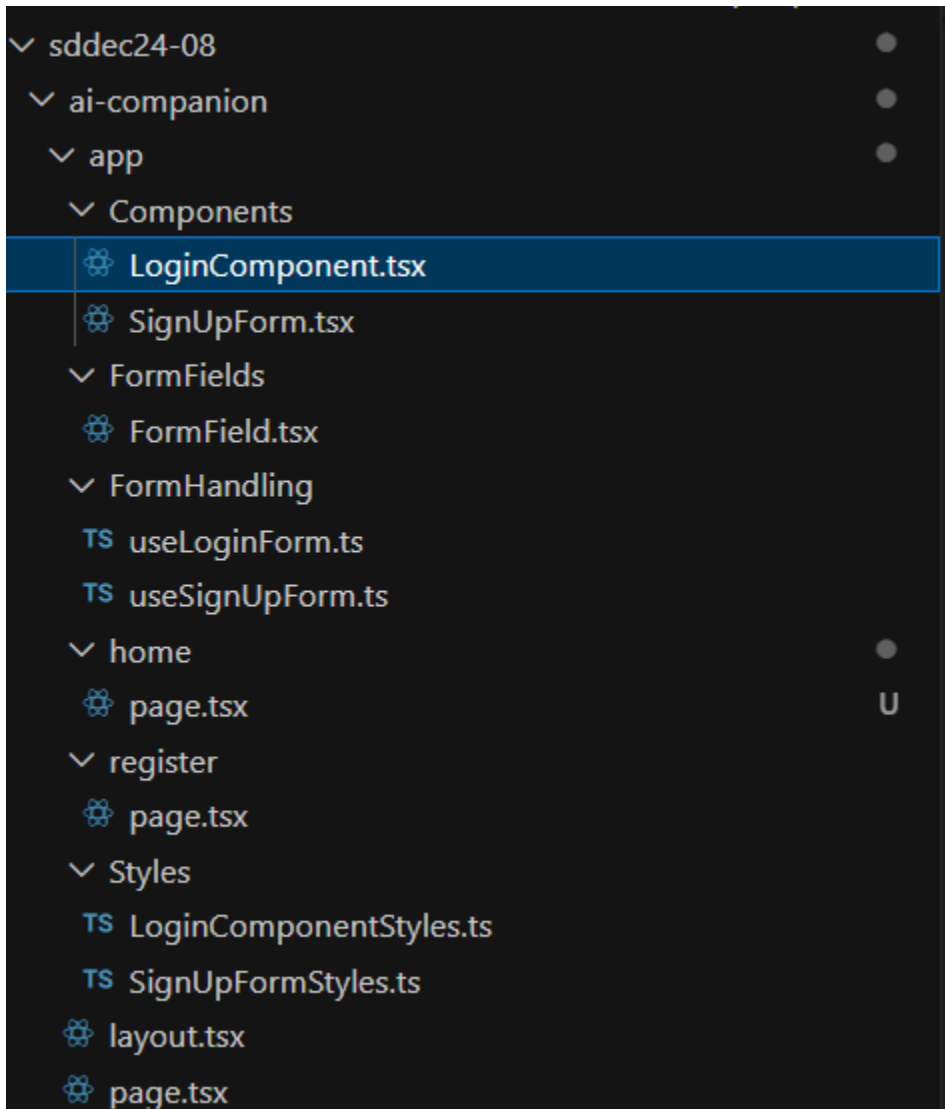 sddec24-08
ai-companion
app
Components
LoginComponent.tsx
SignUpForm.tsx
FormFields
FormField.tsx
FormHandling
TS useLoginForm.ts
TS useSignUpForm.ts
home
page.tsx U
register
page.tsx
Styles
TS LoginComponentStyles.ts
TS SignUpFormStyles.ts
layout.tsx
page.tsx